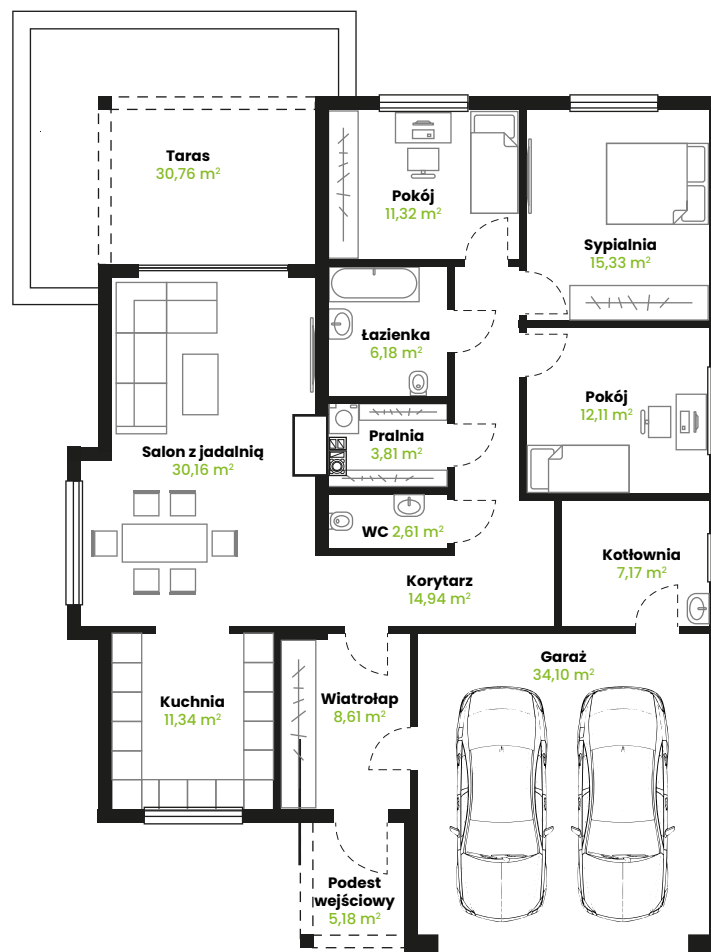 Taras
30,76 m²
Pokój
11,32 m²
Sypialnia
15,33 m²
Łazienka
6,18 m²
Pokój
12,11 m²
Salon z jadalnią
30,16 m²
Pralnia
3,81 m²
WC 2,61 m²
Korytarz
14,94 m²
Kotłownia
7,17 m²
Kuchnia
11,34 m²
Wiatrołap
8,61 m²
Garaż
34,10 m²
Podest
wejściowy
5,18 m²